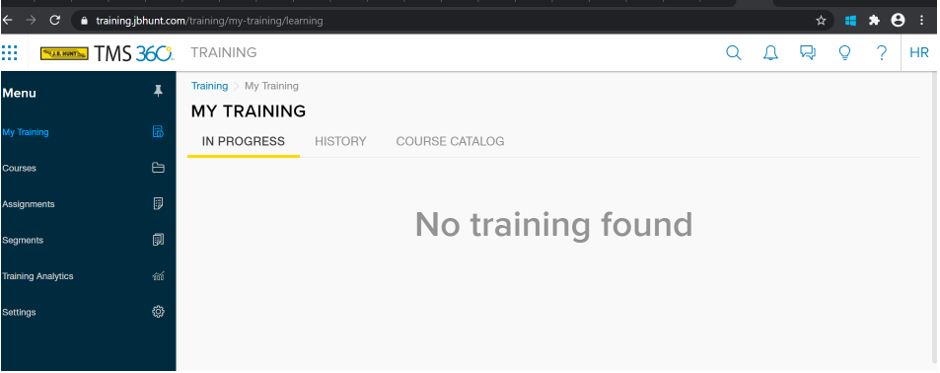 training.jbhunt.com/training/my-training/learning
J.B. HUNT TMS 360 TRAINING ? HR
Menu
My Training
Courses
Assignments
Segments
Training Analytics
Settings
Training > My Training
MY TRAINING
IN PROGRESS HISTORY COURSE CATALOG
No training found